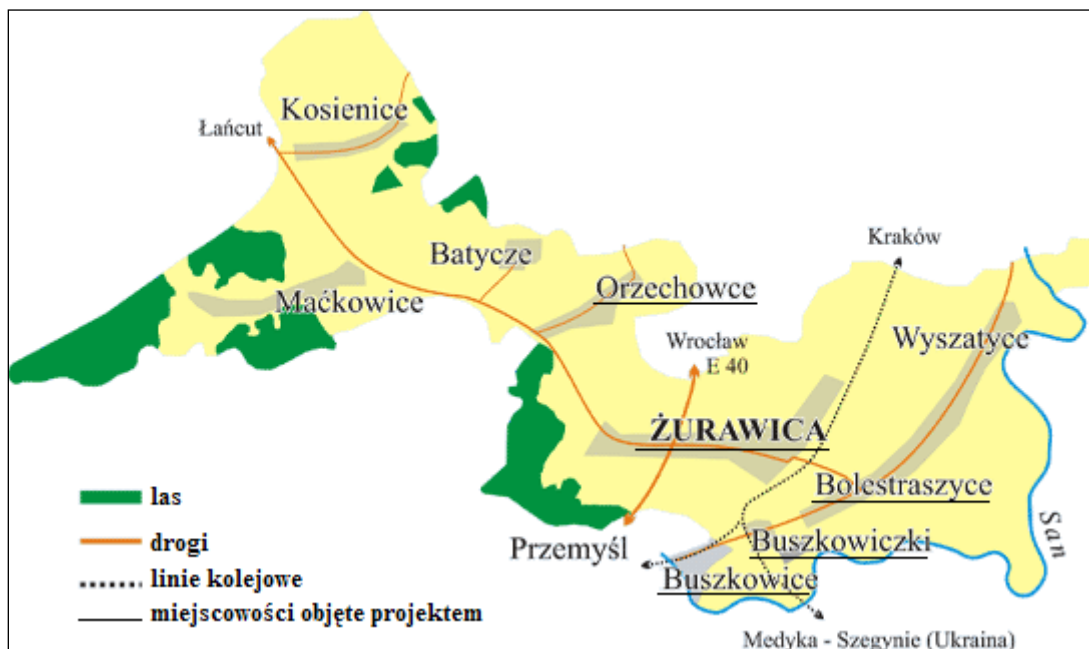 Kosienice
Łańcut
Batycze
Kraków
Maćkowice
Orzechowce
Wrocław
E 40
Wyszatyce
ŻURAWICA
Bolestraszyce
San
Przemyśl
Buszkowiczki
Buszkowice
Medyka - Szegynie (Ukraina)
las
drogi
linie kolejowe
miejscowości objęte projektem